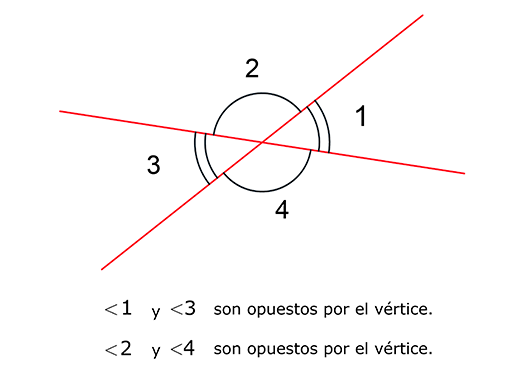 2
1
3
4
<1 y <3 son opuestos por el vértice.
<2 y <4 son opuestos por el vértice.